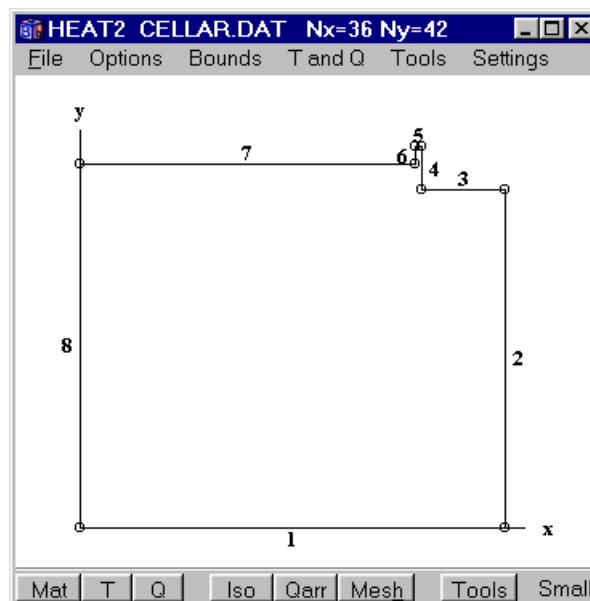 HEAT2 CELLAR.DAT Nx=36 Ny=42
File Options Bounds T and Q Tools Settings
y
5
7 6 4 3
8 2
1 x
Mat T Q Iso Qarr Mesh Tools Small